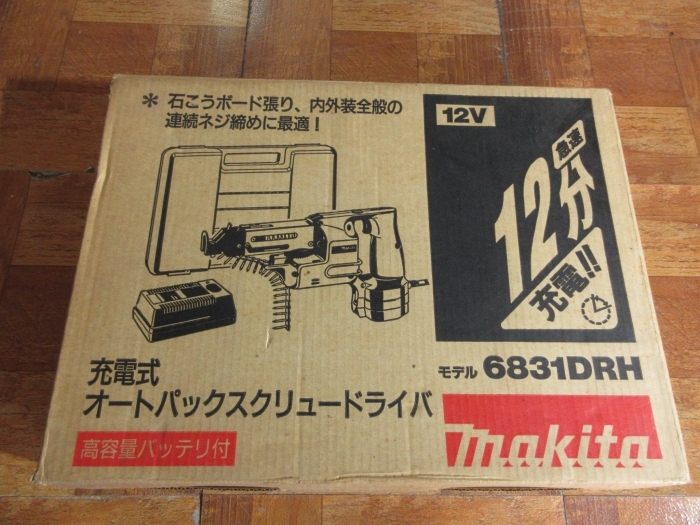 ＊ 石こうボード張り、内外装全般の
連続ネジ締めに最適！
12V
急速
12分
充電!!
makita
充電式
オートパックスクリュードライバ
高容量バッテリ付
モデル 6831DRH
makita